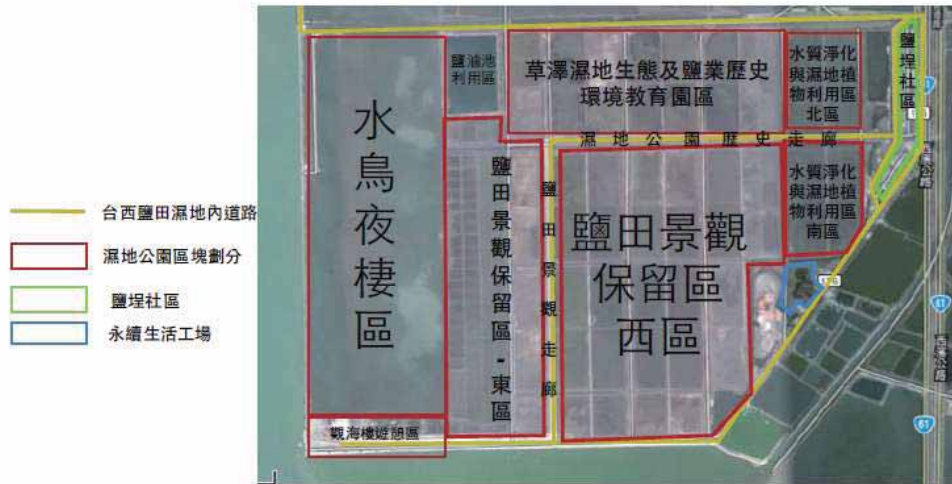 台西鹽田濕地內道路
濕地公園區塊劃分
鹽埕社區
永續生活工場
水鳥夜棲區
鹽滷池
利用區
草澤濕地生態及鹽業歷史
環境教育園區
水質淨化
與濕地植
物利用區
北區
鹽埕社區
濕地公園歷史走廊
鹽田景觀保留區-東區
鹽田景觀走廊
鹽田景觀
保留區
西區
水質淨化
與濕地植
物利用區
南區
觀海樓遊憩區
61
61